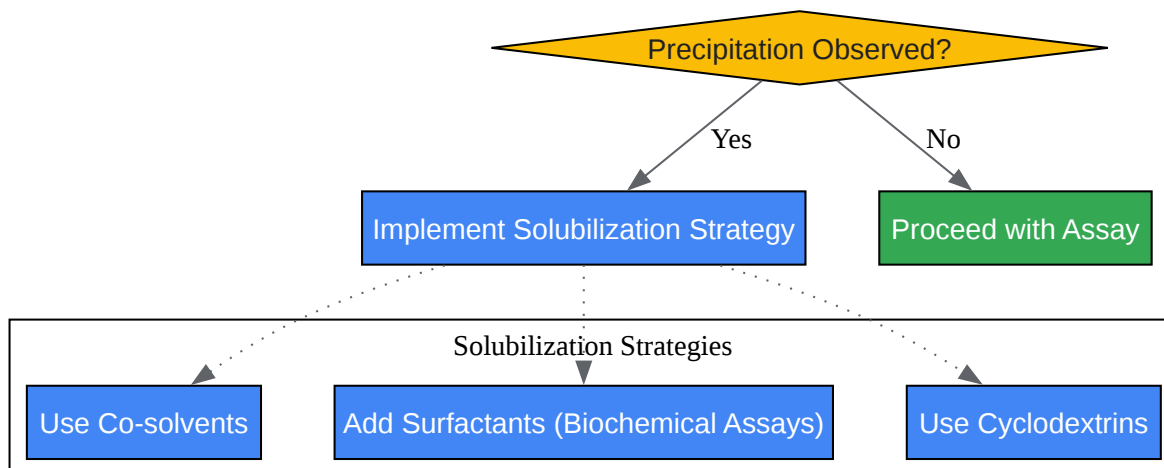 Precipitation Observed?
Yes
No
Implement Solubilization Strategy
Proceed with Assay
Solubilization Strategies
Use Co-solvents
Add Surfactants (Biochemical Assays)
Use Cyclodextrins